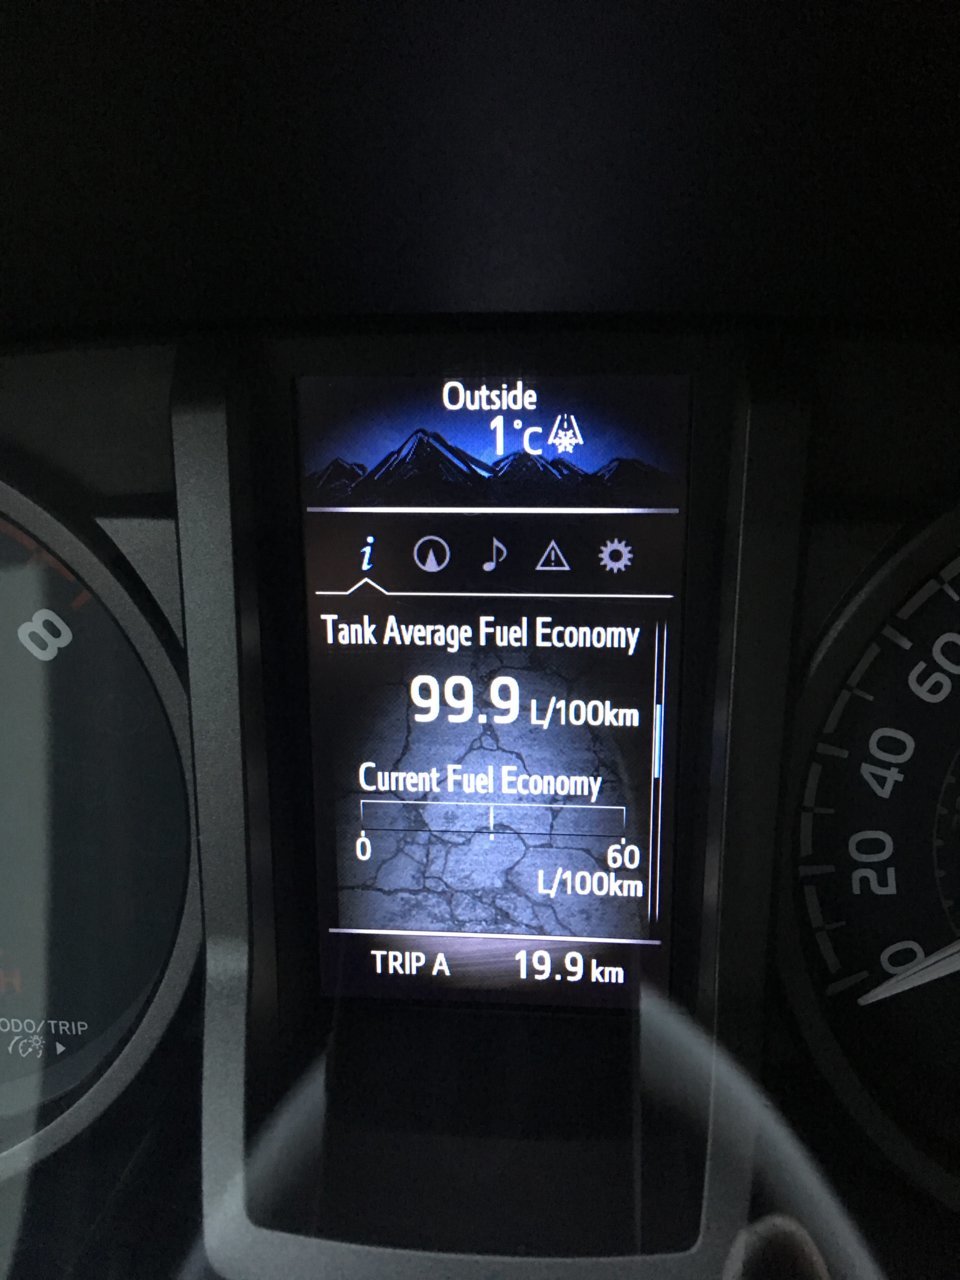 Outside
1°C
i
Tank Average Fuel Economy
99.9 L/100km
Current Fuel Economy
0
60
L/100km
TRIP A 19.9 km
8
ODO/TRIP
60
40
20
0